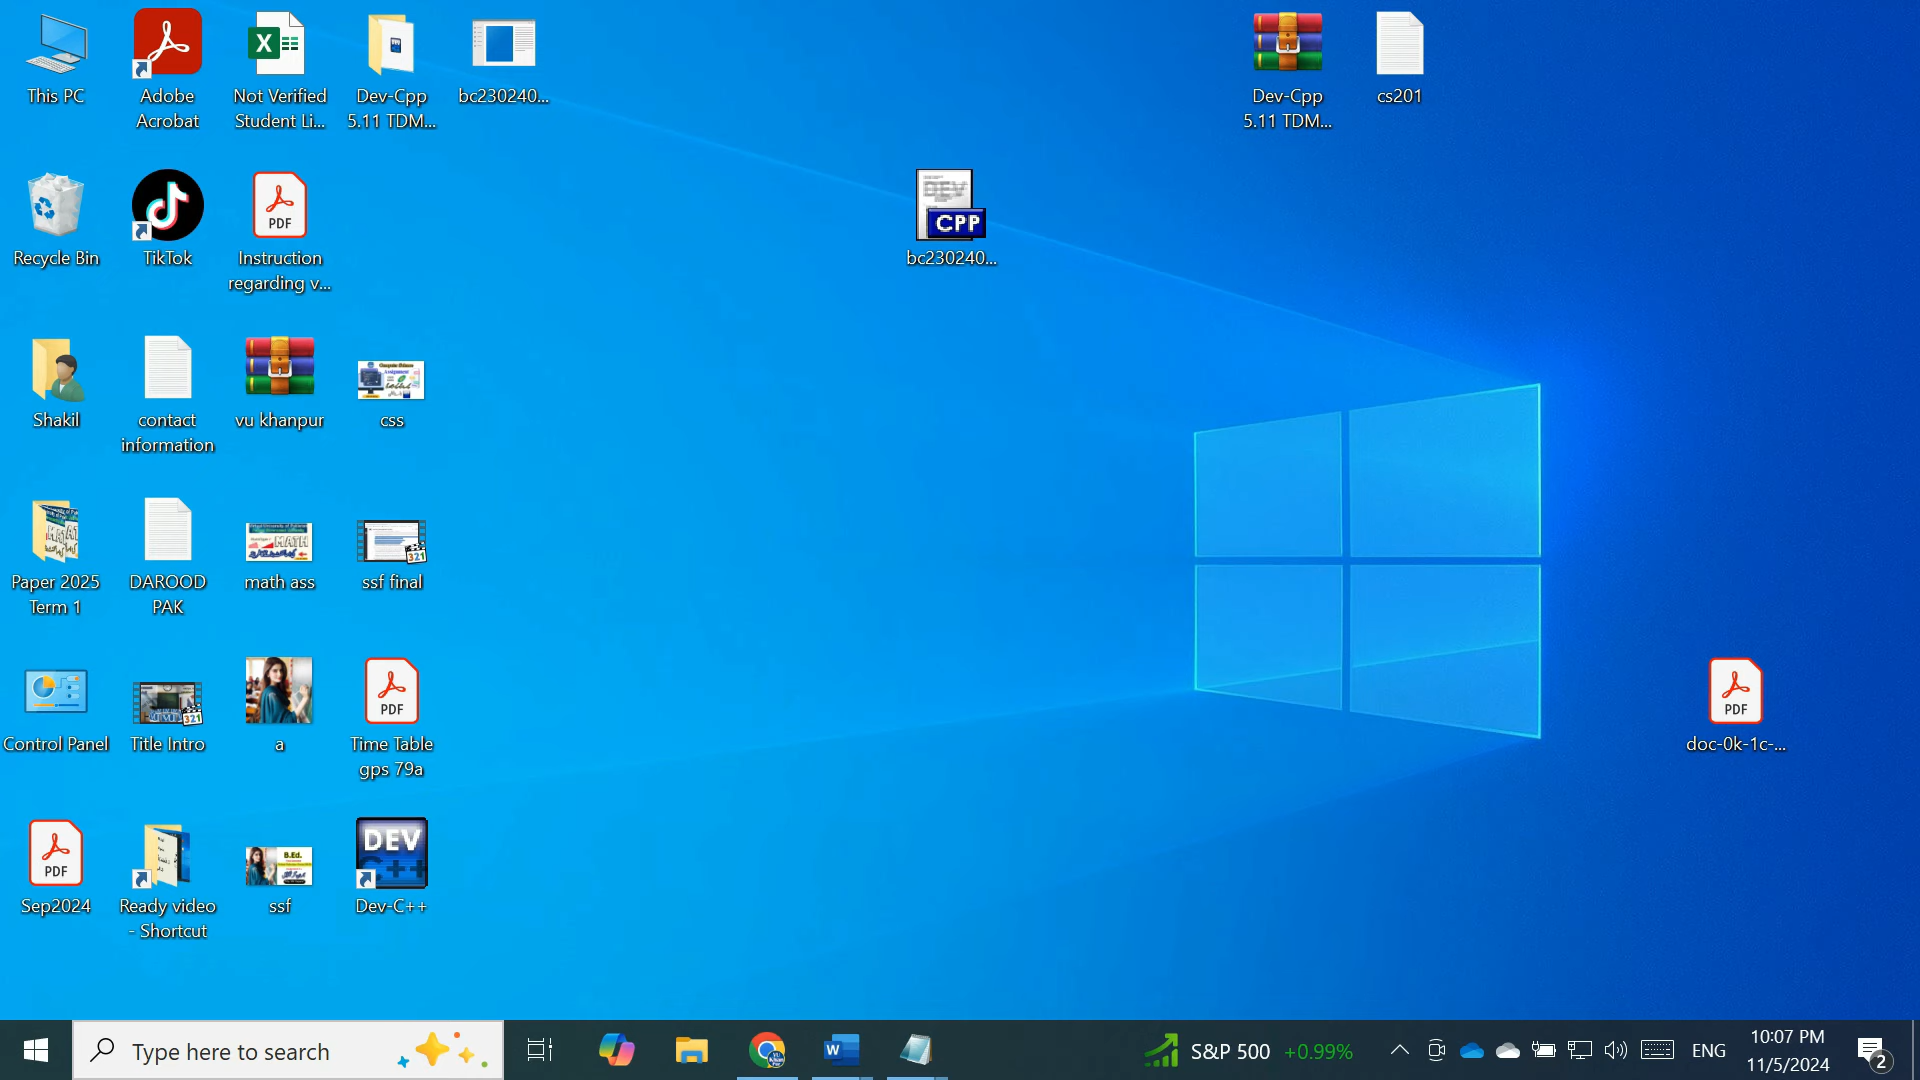 This PC
Adobe
Acrobat
Not Verified
Student Li...
Dev-Cpp
5.11 TDM...
bc230240...
Dev-Cpp
5.11 TDM...
cs201
Recycle Bin
TikTok
PDF
Instruction
regarding v...
DEV
CPP
bc230240...
Shakil
contact
information
vu khanpur
css
Paper 2025
Term 1
DAROOD
PAK
MATH
math ass
321
ssf final
Control Panel
321
Title Intro
a
PDF
Time Table
gps 79a
PDF
doc-0k-1c-...
PDF
Sep2024
Ready video
- Shortcut
B.Ed.
ssf
DEV
C++
Dev-C++
Type here to search
S&P 500 +0.99%
ENG
10:07 PM
11/5/2024
2